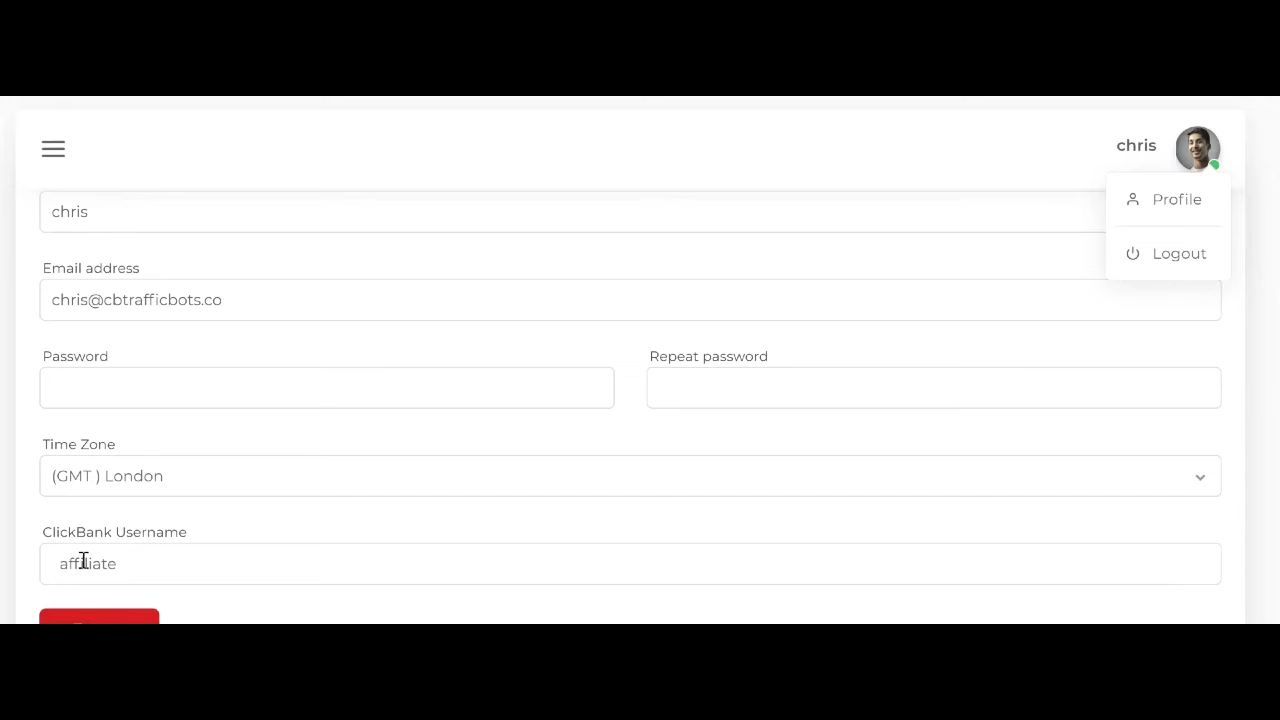 chris
Profile
chris
Logout
Email address
chris@cbtrafficbots.co
Password
Repeat password
Time Zone
(GMT ) London
ClickBank Username
affiliate